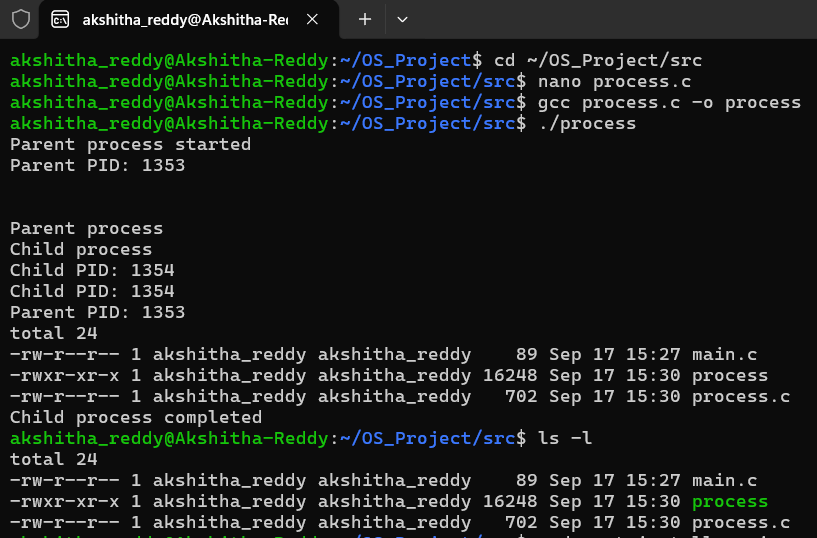 akshitha_reddy@Akshitha-Re
akshitha_reddy@Akshitha-Reddy:~/OS_Project$ cd ~/OS_Project/src
akshitha_reddy@Akshitha-Reddy:~/OS_Project/src$ nano process.c
akshitha_reddy@Akshitha-Reddy:~/OS_Project/src$ gcc process.c -o process
akshitha_reddy@Akshitha-Reddy:~/OS_Project/src$ ./process
Parent process started
Parent PID: 1353
Parent process
Child process
Child PID: 1354
Child PID: 1354
Parent PID: 1353
total 24
-rw-r--r-- 1 akshitha_reddy akshitha_reddy    89 Sep 17 15:27 main.c
-rwxr-xr-x 1 akshitha_reddy akshitha_reddy 16248 Sep 17 15:30 process
-rw-r--r-- 1 akshitha_reddy akshitha_reddy   702 Sep 17 15:30 process.c
Child process completed
akshitha_reddy@Akshitha-Reddy:~/OS_Project/src$ ls -l
total 24
-rw-r--r-- 1 akshitha_reddy akshitha_reddy    89 Sep 17 15:27 main.c
-rwxr-xr-x 1 akshitha_reddy akshitha_reddy 16248 Sep 17 15:30 process
-rw-r--r-- 1 akshitha_reddy akshitha_reddy   702 Sep 17 15:30 process.c